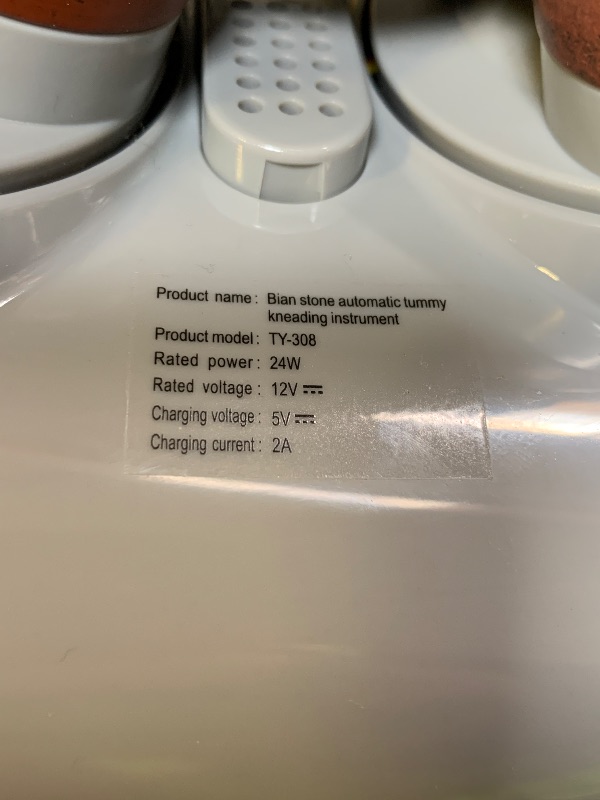 Product name: Bian stone automatic tummy
kneading instrument
Product model: TY-308
Rated power: 24W
Rated voltage: 12V ⎓
Charging voltage: 5V ⎓
Charging current: 2A